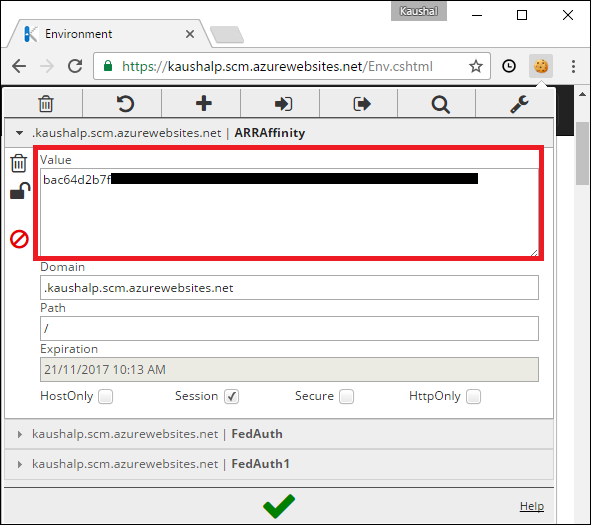 Kaushal
Environment
https://kaushalp.scm.azurewebsites.net/Env.cshtml
.kaushalp.scm.azurewebsites.net | ARRAffinity
Value
bac64d2b7f
Domain
.kaushalp.scm.azurewebsites.net
Path
/
Expiration
21/11/2017 10:13 AM
HostOnly Session Secure HttpOnly
kaushalp.scm.azurewebsites.net | FedAuth
kaushalp.scm.azurewebsites.net | FedAuth1
Help